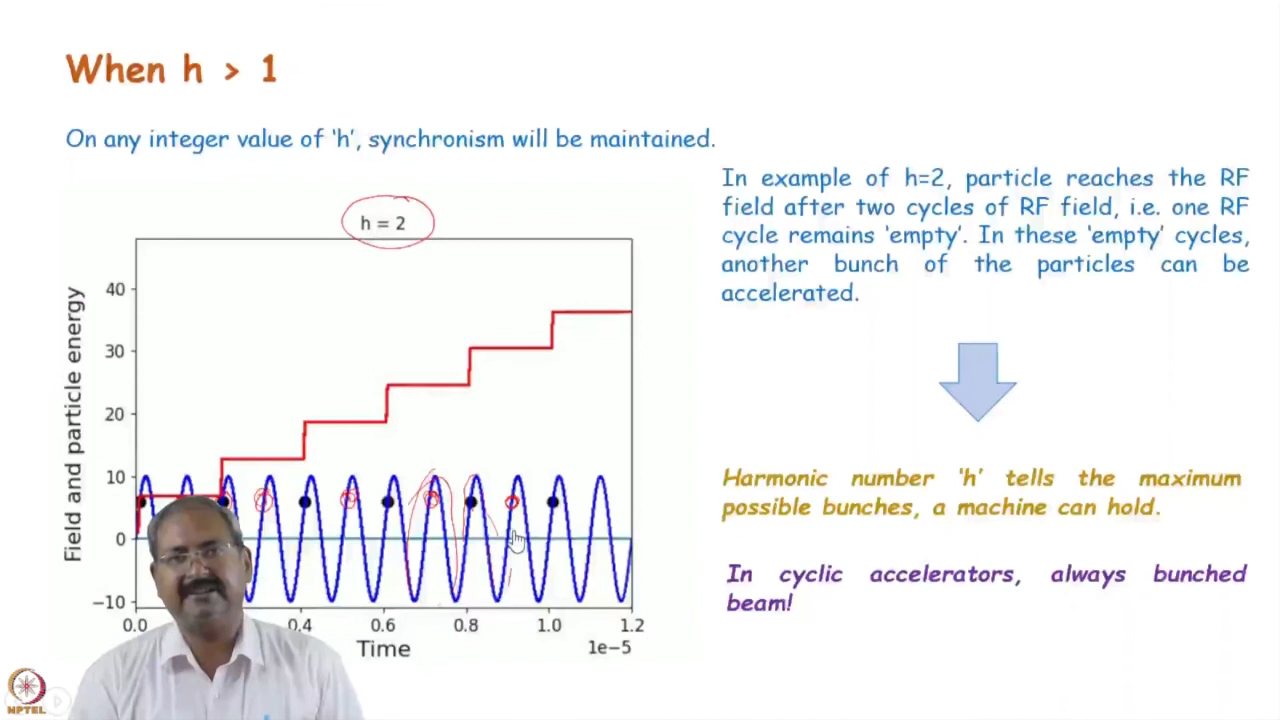 When h > 1
On any integer value of 'h', synchronism will be maintained.
In example of h=2, particle reaches the RF
field after two cycles of RF field, i.e. one RF
cycle remains 'empty'. In these 'empty' cycles,
another bunch of the particles can be
accelerated.
h = 2
Field and particle energy
40
30
20
10
0
−10
0.0
0.4
0.6
0.8
1.0
1.2
Time
1e−5
Harmonic number 'h' tells the maximum
possible bunches, a machine can hold.
In cyclic accelerators, always bunched
beam!
NPTEL